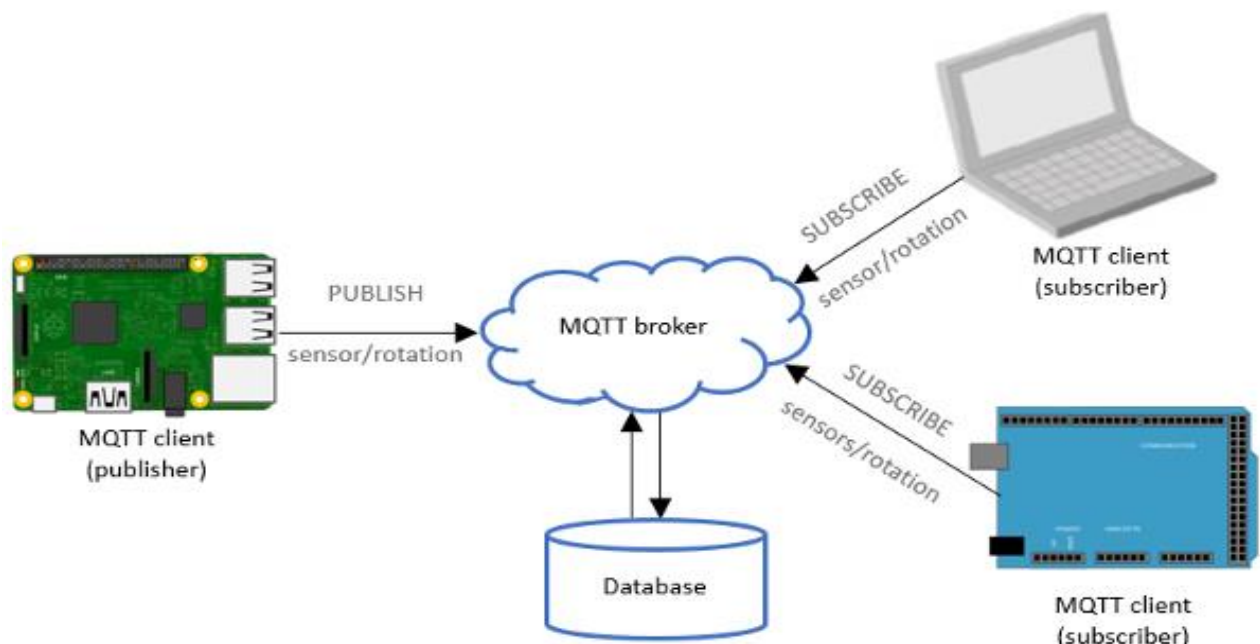 SUBSCRIBE
sensor/rotation
MQTT client
(subscriber)
PUBLISH
sensor/rotation
MQTT broker
MQTT client
(publisher)
SUBSCRIBE
sensors/rotation
Database
MQTT client
(subscriber)